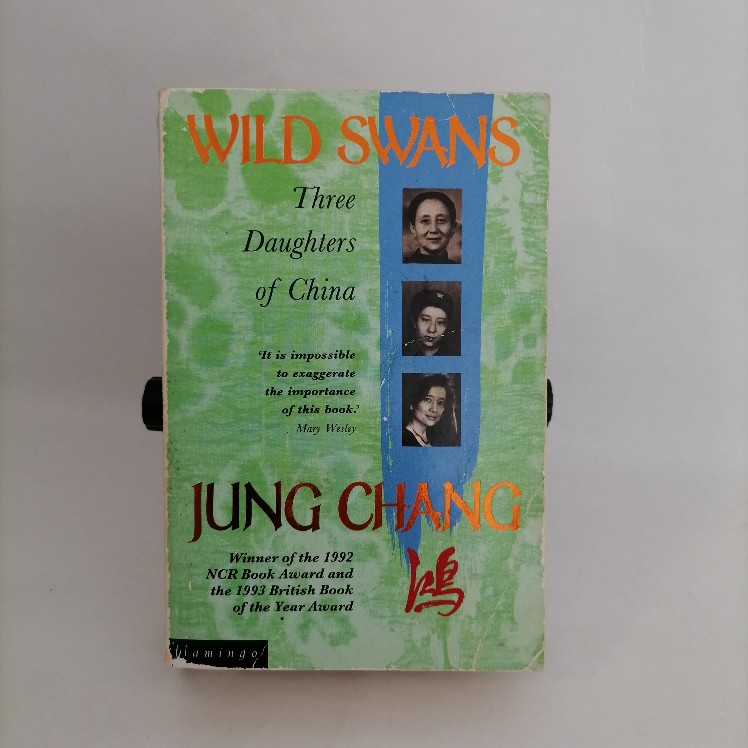 WILD SWANS
Three
Daughters
of China
'It is impossible
to exaggerate
the importance
of this book.'
Mary Wesley
JUNG CHANG
Winner of the 1992
NCR Book Award and
the 1993 British Book
of the Year Award
鴻
flamingo